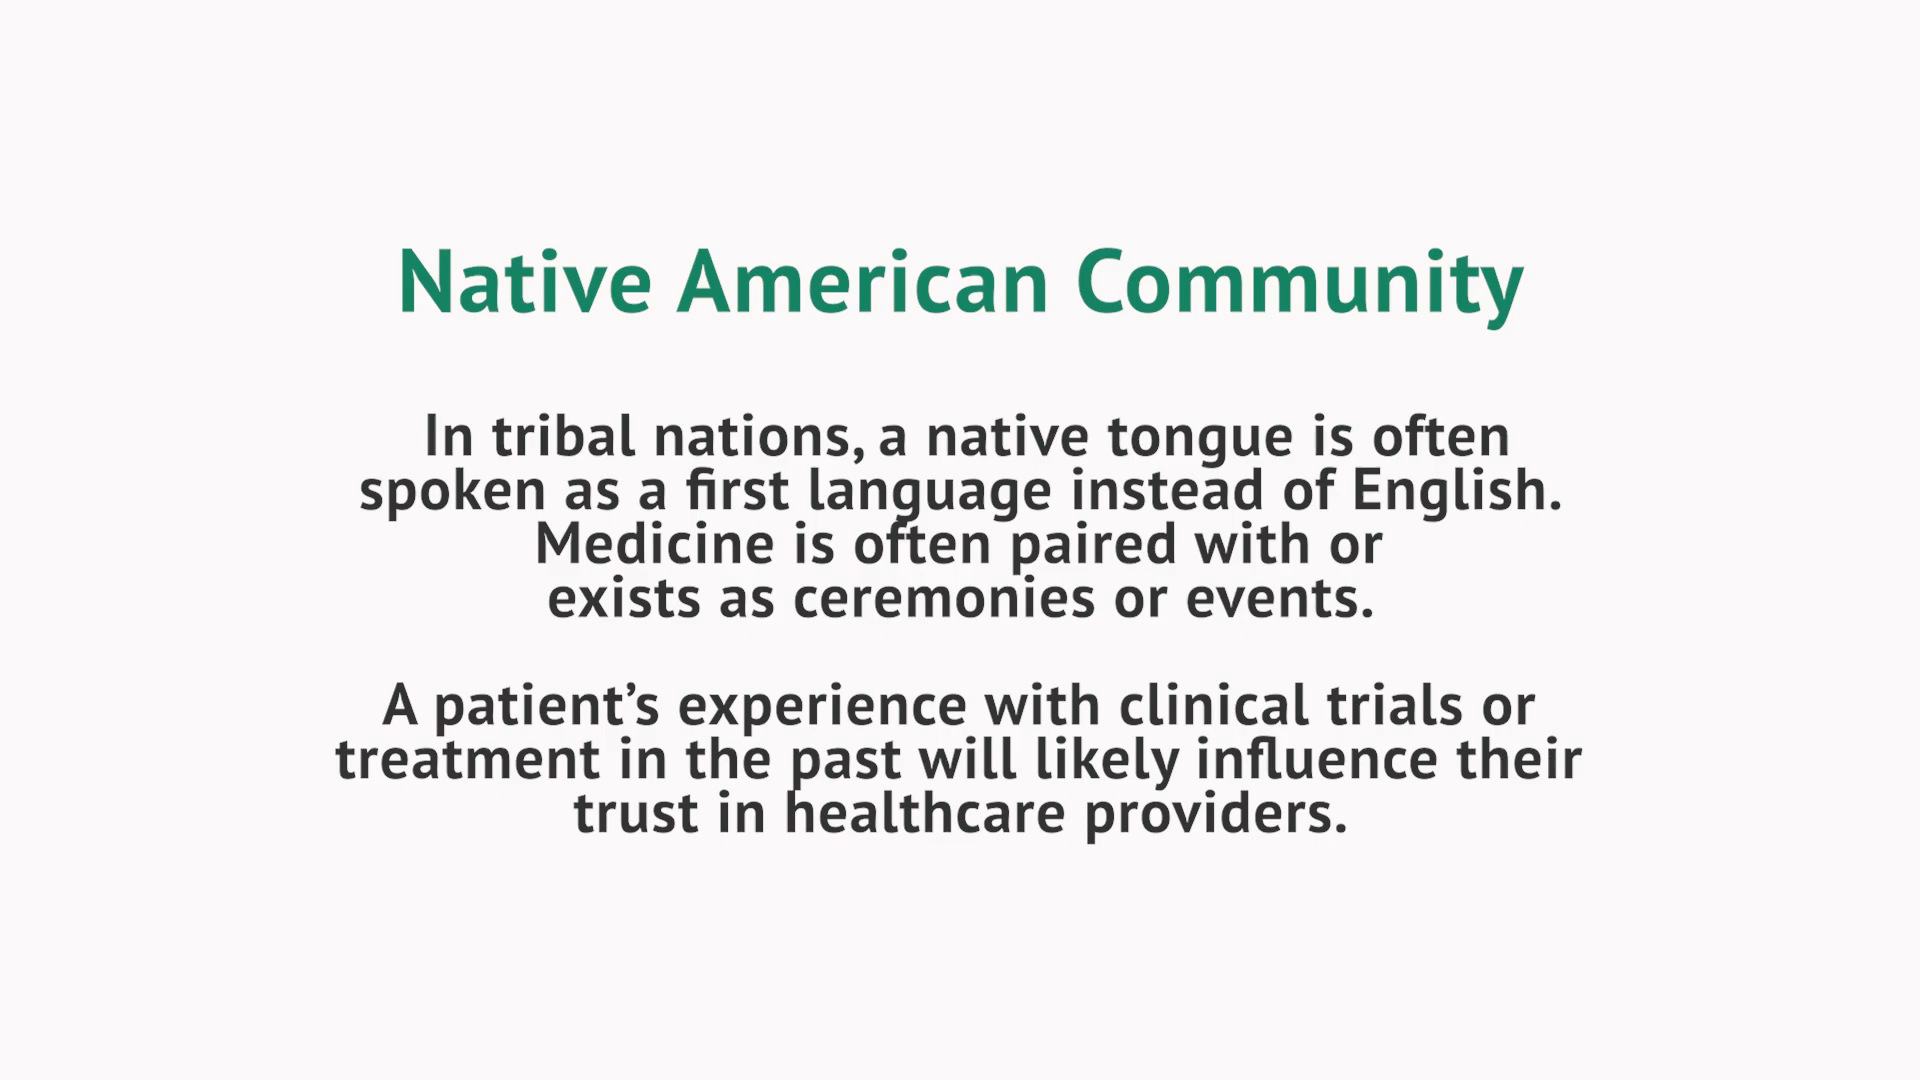 Native American Community
In tribal nations, a native tongue is often
spoken as a first language instead of English.
Medicine is often paired with or
exists as ceremonies or events.
A patient’s experience with clinical trials or
treatment in the past will likely influence their
trust in healthcare providers.